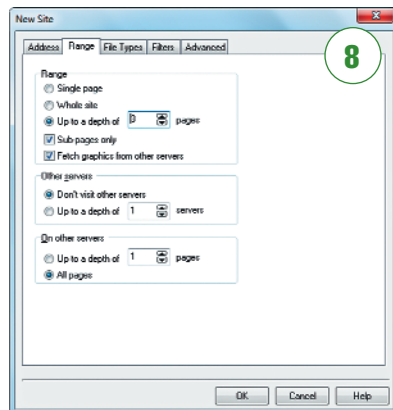 New Site
8
Address Range File Types Filters Advanced
Range
Single page
Whole site
Up to a depth of 3 pages
Sub-pages only
Fetch graphics from other servers
Other servers
Don't visit other servers
Up to a depth of 1 servers
On other servers
Up to a depth of 1 pages
All pages
OK Cancel Help